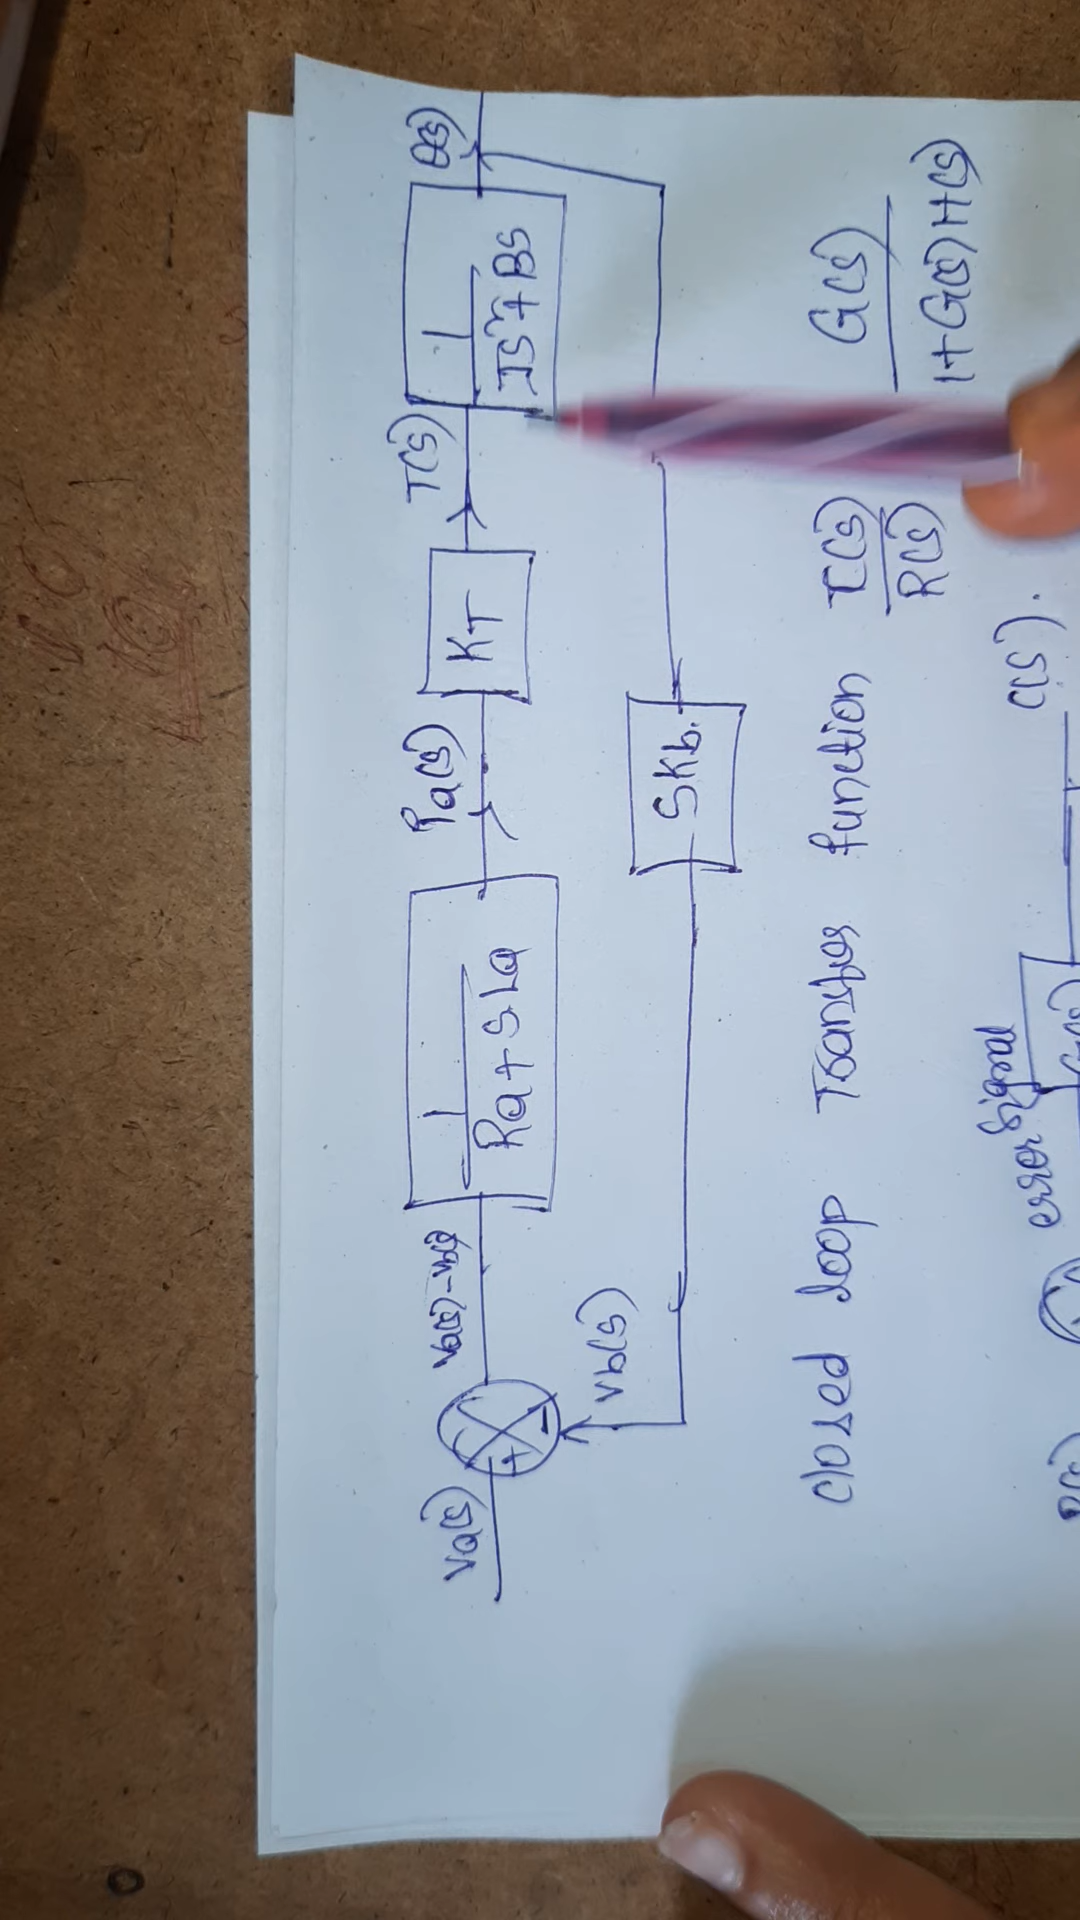 Va(s)
Va(s)-eb
1
Ra+SLa
Ia(s)
KT
T(s)
1
JS²+BS
θ(s)
Vb(s)
SKb.
closed loop Transfer function C(s)/R(s) G(s)/1+G(s)H(s)
error signal
C(s).